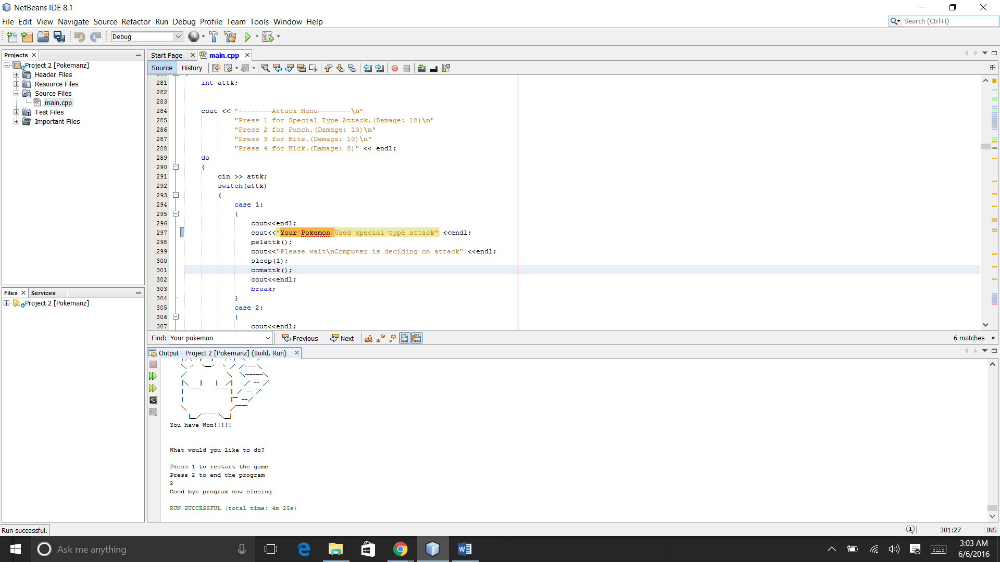 NetBeans IDE 8.1
File Edit View Navigate Source Refactor Run Debug Profile Team Tools Window Help
Search (Ctrl+I)
Debug
Projects
Start Page main.cpp
Project 2 [Pokemanz]
Header Files
Resource Files
Source Files
main.cpp
Test Files
Important Files
Files Services
Project 2 [Pokemanz]
Source History
281 int attk;
282
283
284 cout << "--------Attack Menu--------\n"
285 "Press 1 for Special Type Attack.(Damage: 18)\n"
286 "Press 2 for Punch.(Damage: 13)\n"
287 "Press 3 for Bite.(Damage: 10)\n"
288 "Press 4 for Kick.(Damage: 8)" << endl;
289 do
290 {
291 cin >> attk;
292 switch(attk)
293 {
294 case 1:
295 {
296 cout<<endl;
297 cout<<"Your Pokemon Used special type attack" <<endl;
298 pelattk();
299 cout<<"Please wait\nComputer is deciding on attack" <<endl;
300 sleep(1);
301 comattk();
302 cout<<endl;
303 break;
304 }
305 case 2:
306 {
307 cout<<endl;
Find: Your pokemon Previous Next 6 matches
Output - Project 2 [Pokemanz] (Build, Run)
You have Won!!!!!
What would you like to do?
Press 1 to restart the game
Press 2 to end the program
2
Good bye program now closing
RUN SUCCESSFUL (total time: 4m 25s)
Run successful. 301:27 INS
Ask me anything
3:03 AM
6/6/2016